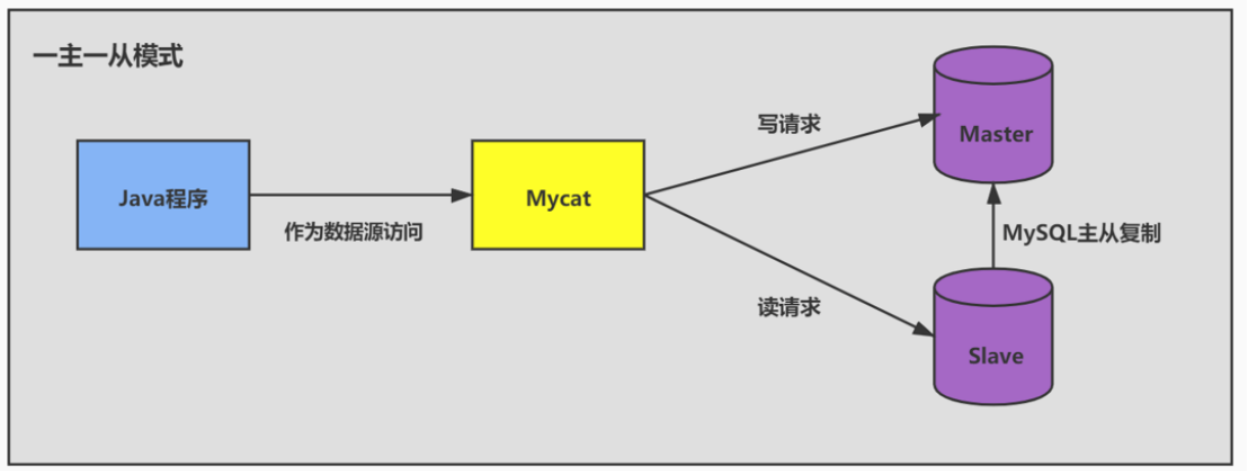 一主一从模式
写请求
Master
Java程序
Mycat
作为数据源访问
MySQL主从复制
读请求
Slave